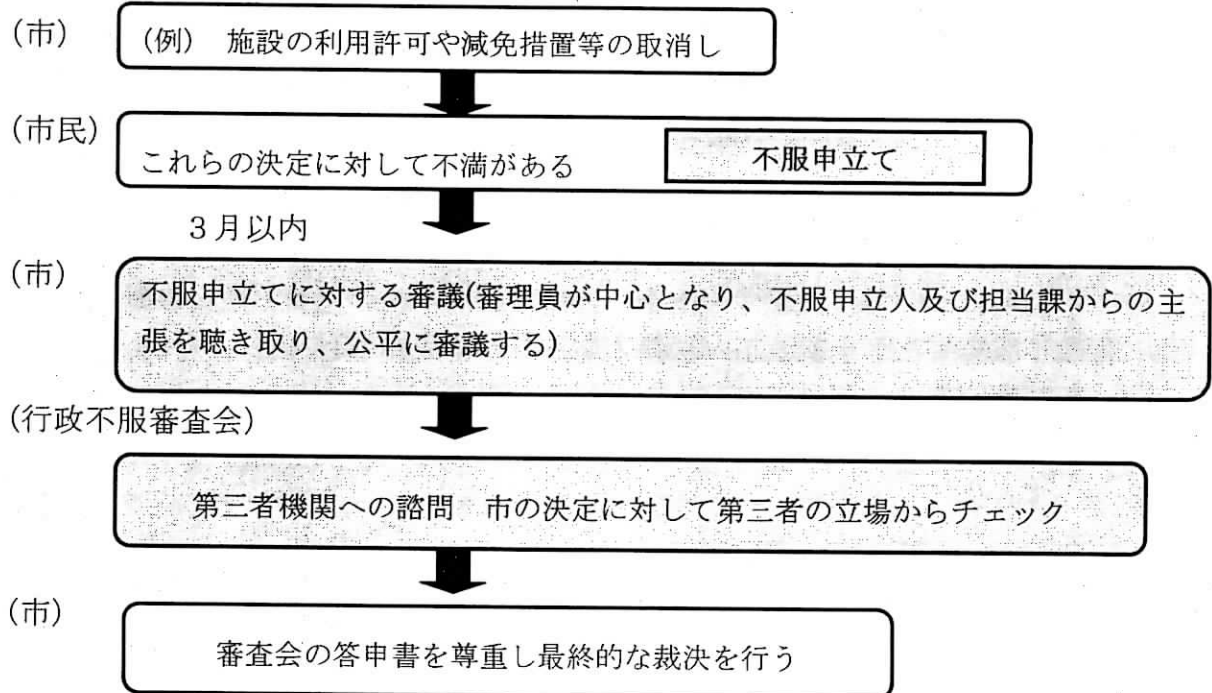 (市)
(例)　施設の利用許可や減免措置等の取消し
(市民)
これらの決定に対して不満がある
不服申立て
３月以内
(市)
不服申立てに対する審議(審理員が中心となり、不服申立人及び担当課からの主
張を聴き取り、公平に審議する)
(行政不服審査会)
第三者機関への諮問　市の決定に対して第三者の立場からチェック
(市)
審査会の答申書を尊重し最終的な裁決を行う